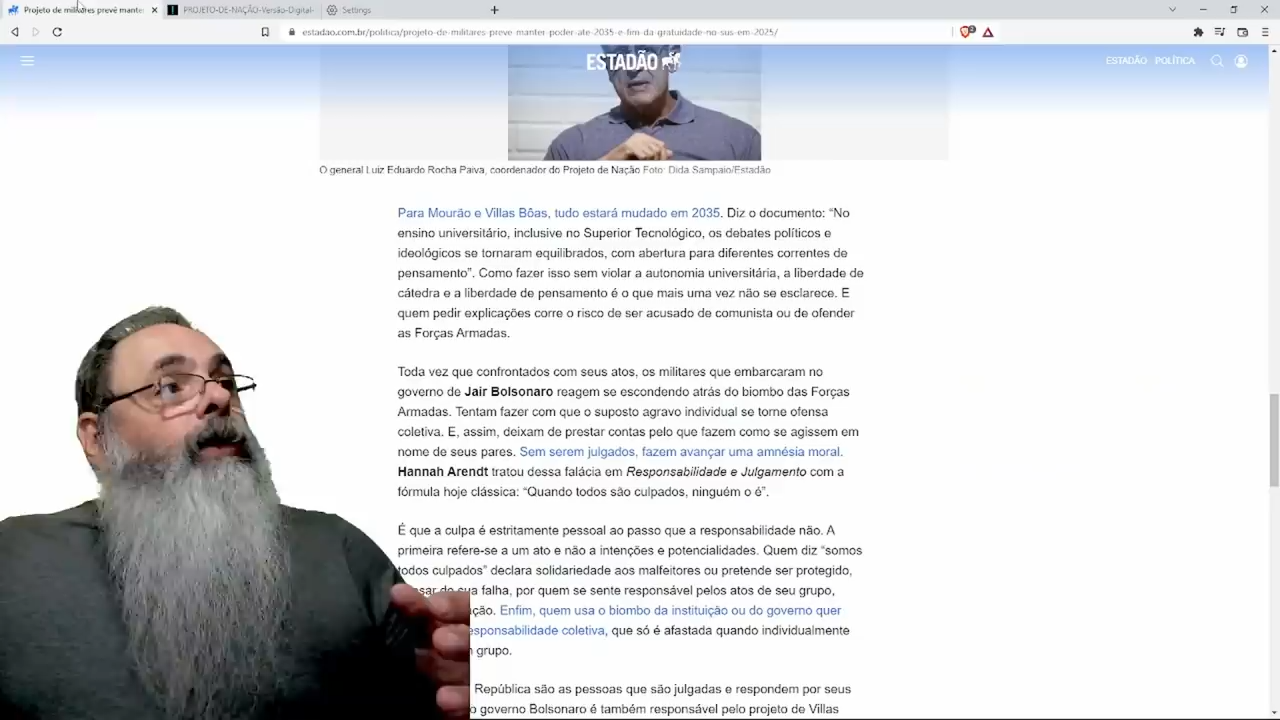 Projeto de militares prevê mante
PROJETO-DE-NAÇÃO-Versão-Digital-
Settings
estadao.com.br/politica/projeto-de-militares-preve-manter-poder-ate-2035-e-fim-da-gratuidade-no-sus-em-2025/
ESTADÃO
ESTADÃO POLÍTICA
O general Luiz Eduardo Rocha Paiva, coordenador do Projeto de Nação Foto: Dida Sampaio/Estadão
Para Mourão e Villas Bôas, tudo estará mudado em 2035. Diz o documento: “No
ensino universitário, inclusive no Superior Tecnológico, os debates políticos e
ideológicos se tornaram equilibrados, com abertura para diferentes correntes de
pensamento”. Como fazer isso sem violar a autonomia universitária, a liberdade de
cátedra e a liberdade de pensamento é o que mais uma vez não se esclarece. E
quem pedir explicações corre o risco de ser acusado de comunista ou de ofender
as Forças Armadas.
Toda vez que confrontados com seus atos, os militares que embarcaram no
governo de Jair Bolsonaro reagem se escondendo atrás do biombo das Forças
Armadas. Tentam fazer com que o suposto agravo individual se torne ofensa
coletiva. E, assim, deixam de prestar contas pelo que fazem como se agissem em
nome de seus pares. Sem serem julgados, fazem avançar uma amnésia moral.
Hannah Arendt tratou dessa falácia em Responsabilidade e Julgamento com a
fórmula hoje clássica: “Quando todos são culpados, ninguém o é”.
É que a culpa é estritamente pessoal ao passo que a responsabilidade não. A
primeira refere-se a um ato e não a intenções e potencialidades. Quem diz “somos
todos culpados” declara solidariedade aos malfeitores ou pretende ser protegido,
sua falha, por quem se sente responsável pelos atos de seu grupo,
Enfim, quem usa o biombo da instituição ou do governo quer
esponsabilidade coletiva, que só é afastada quando individualmente
grupo.
República são as pessoas que são julgadas e respondem por seus
o governo Bolsonaro é também responsável pelo projeto de Villas